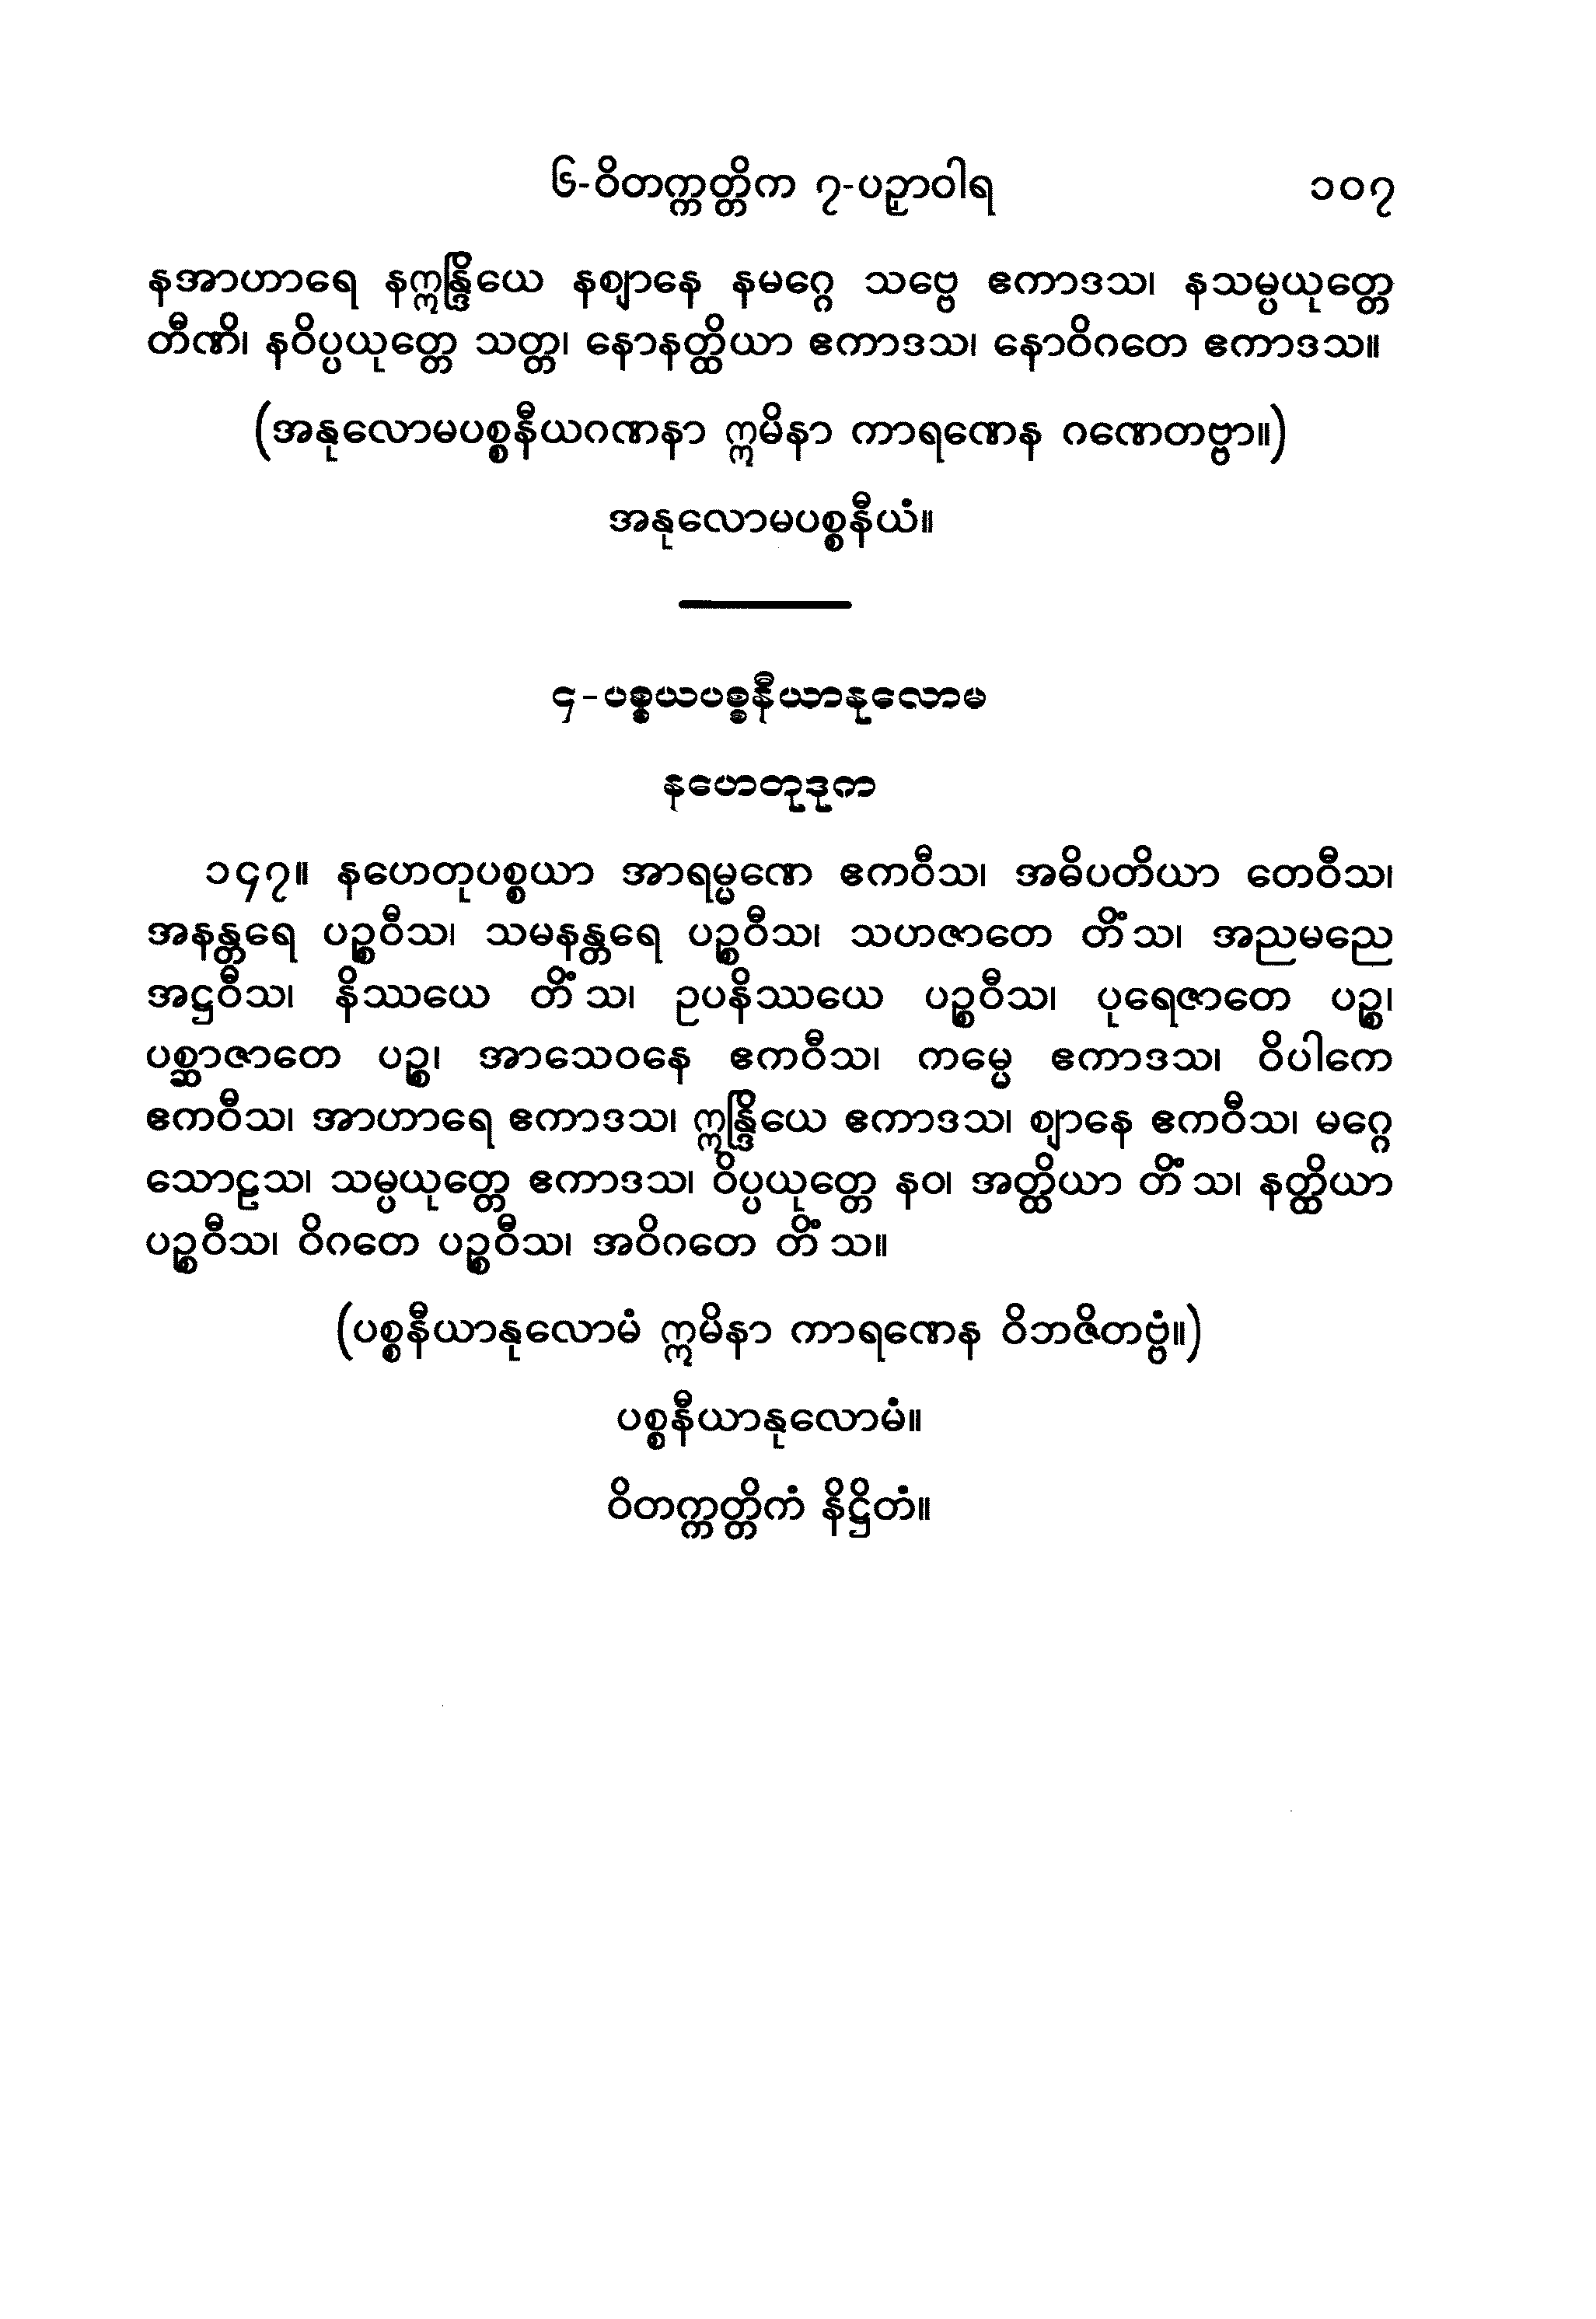 ၆-ဝိတက္ကတ္တိက ၇-ပဉှာဝါရ ၁၀၇
နအာဟာရေ နဣန္ဒြိယေ နဈာနေ နမဂ္ဂေ သဗ္ဗေ ဧကာဒသ၊ နသမ္ပယုတ္တေ
တီဏိ၊ နဝိပ္ပယုတ္တေ သတ္တ၊ နောနတ္ထိယာ ဧကာဒသ၊ နောဝိဂတေ ဧကာဒသ။
(အနုလောမပစ္စနီယဂဏနာ ဣမိနာ ကာရဏေန ဂဏေတဗ္ဗာ။)
အနုလောမပစ္စနီယံ။
၄-ပစ္စယပစ္စနီယာနုလောမ
နဟေတုဒုက
၁၄၇။ နဟေတုပစ္စယာ အာရမ္မဏေ ဧကဝီသ၊ အဓိပတိယာ တေဝီသ၊
အနန္တရေ ပဉ္စဝီသ၊ သမနန္တရေ ပဉ္စဝီသ၊ သဟဇာတေ တိံသ၊ အညမညေ
အဋ္ဌဝီသ၊ နိဿယေ တိံသ၊ ဥပနိဿယေ ပဉ္စဝီသ၊ ပုရေဇာတေ ပဉ္စ၊
ပစ္ဆာဇာတေ ပဉ္စ၊ အာသေဝနေ ဧကဝီသ၊ ကမ္မေ ဧကာဒသ၊ ဝိပါကေ
ဧကဝီသ၊ အာဟာရေ ဧကာဒသ၊ ဣန္ဒြိယေ ဧကာဒသ၊ ဈာနေ ဧကဝီသ၊ မဂ္ဂေ
သောဠသ၊ သမ္ပယုတ္တေ ဧကာဒသ၊ ဝိပ္ပယုတ္တေ နဝ၊ အတ္ထိယာ တိံသ၊ နတ္ထိယာ
ပဉ္စဝီသ၊ ဝိဂတေ ပဉ္စဝီသ၊ အဝိဂတေ တိံသ။
(ပစ္စနီယာနုလောမံ ဣမိနာ ကာရဏေန ဝိဘဇိတဗ္ဗံ။)
ပစ္စနီယာနုလောမံ။
ဝိတက္ကတ္တိကံ နိဋ္ဌိတံ။